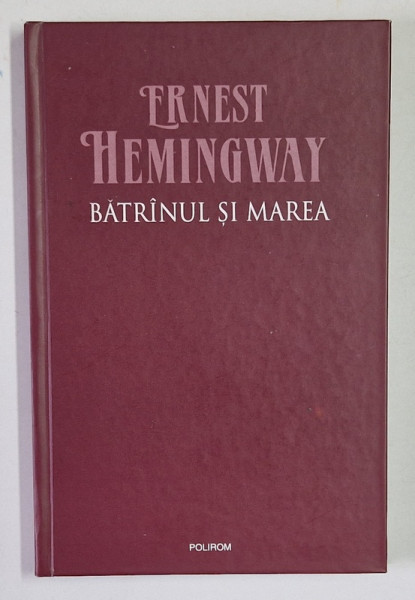 ERNEST
HEMINGWAY
BĂTRÎNUL ȘI MAREA
POLIROM